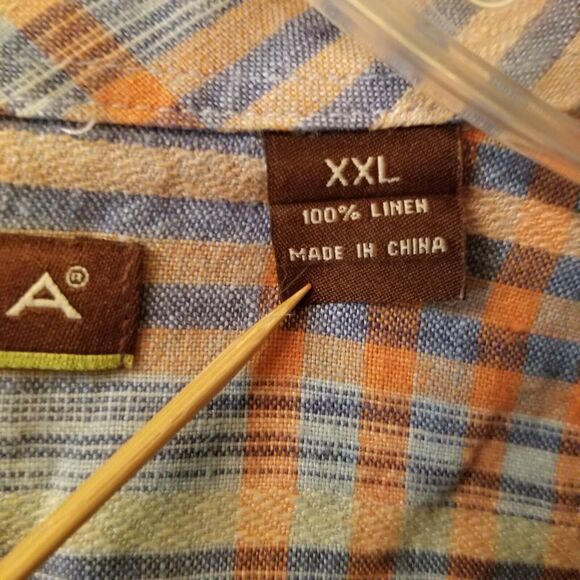 A®
XXL
100% LINEN
MADE IN CHINA